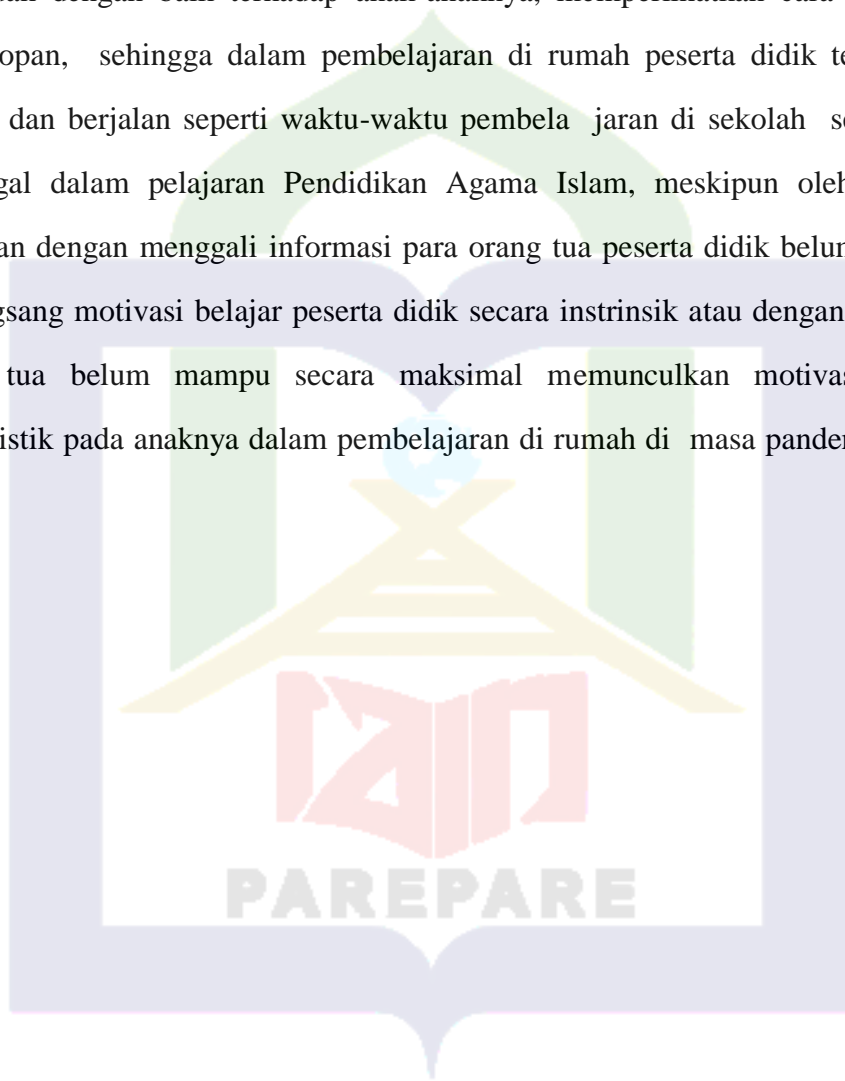 dengan baik terhadap anak-anaknya, memperlihatkan cara
opan, sehingga dalam pembelajaran di rumah peserta didik te
dan berjalan seperti waktu-waktu pembela jaran di sekolah se
gal dalam pelajaran Pendidikan Agama Islam, meskipun oleh
an dengan menggali informasi para orang tua peserta didik belum
gsang motivasi belajar peserta didik secara instrinsik atau dengan
tua belum mampu secara maksimal memunculkan motivas
istik pada anaknya dalam pembelajaran di rumah di masa pander
iain
PAREPARE